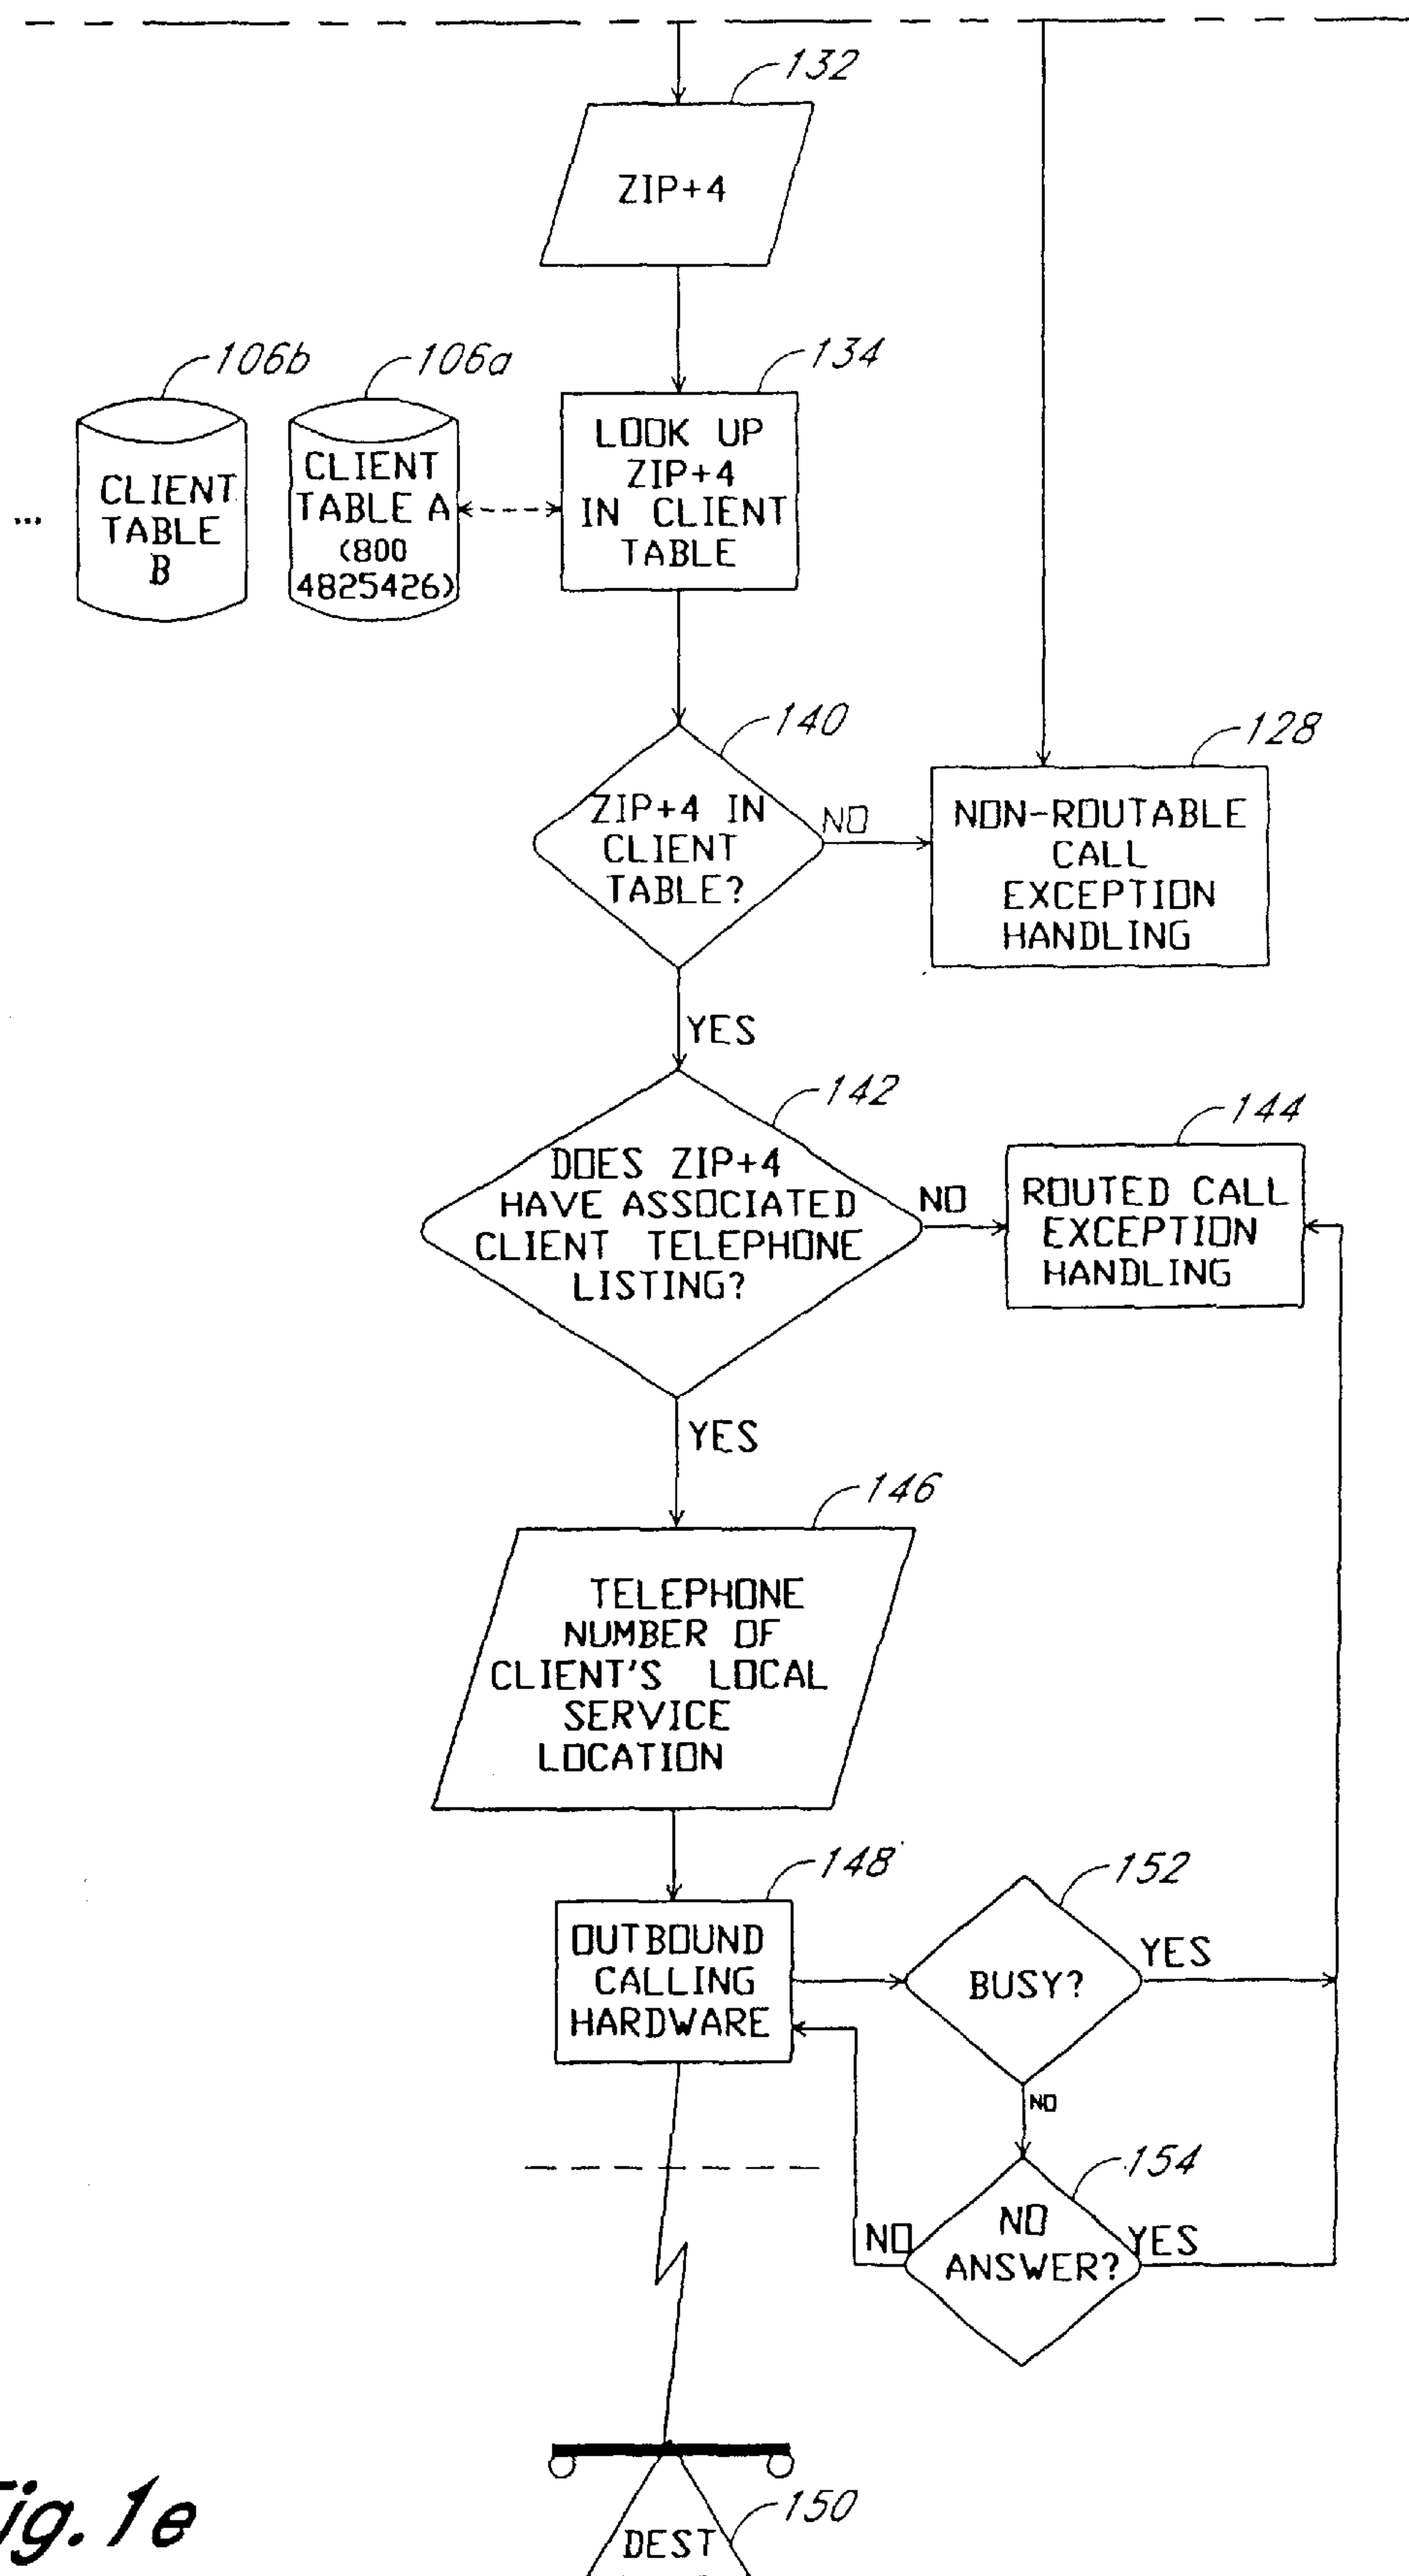 132
ZIP+4
106b
106a
134
CLIENT
TABLE
B
CLIENT
TABLE A
(800
4825426)
LOOK UP
ZIP+4
IN CLIENT
TABLE
...
140
128
ZIP+4 IN
CLIENT
TABLE?
NO
NON-ROUTABLE
CALL
EXCEPTION
HANDLING
YES
142
144
DOES ZIP+4
HAVE ASSOCIATED
CLIENT TELEPHONE
LISTING?
NO
ROUTED CALL
EXCEPTION
HANDLING
YES
146
TELEPHONE
NUMBER OF
CLIENT'S LOCAL
SERVICE
LOCATION
148
152
OUTBOUND
CALLING
HARDWARE
BUSY?
YES
NO
154
NO
ANSWER?
NO
YES
150
DEST
ig. 1e